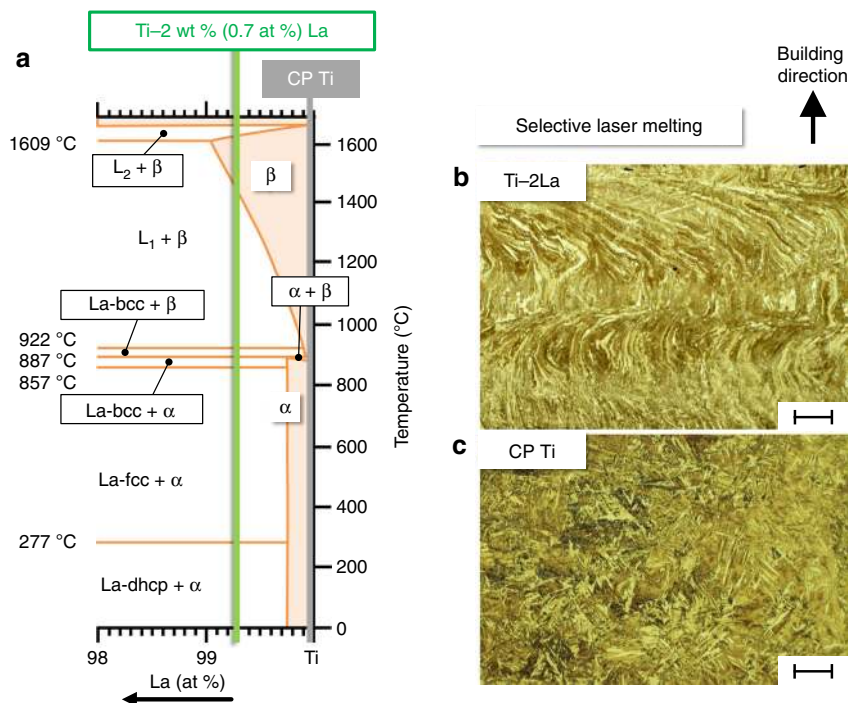 Ti–2 wt % (0.7 at %) La
a
CP Ti
Building
direction
Selective laser melting
1609 °C
L2 + β
β
L1 + β
La-bcc + β
α + β
922 °C
887 °C
857 °C
La-bcc + α
α
La-fcc + α
277 °C
La-dhcp + α
1600
1400
1200
1000
800
600
400
200
0
Temperature (°C)
98
99
Ti
La (at %)
b
Ti–2La
c
CP Ti